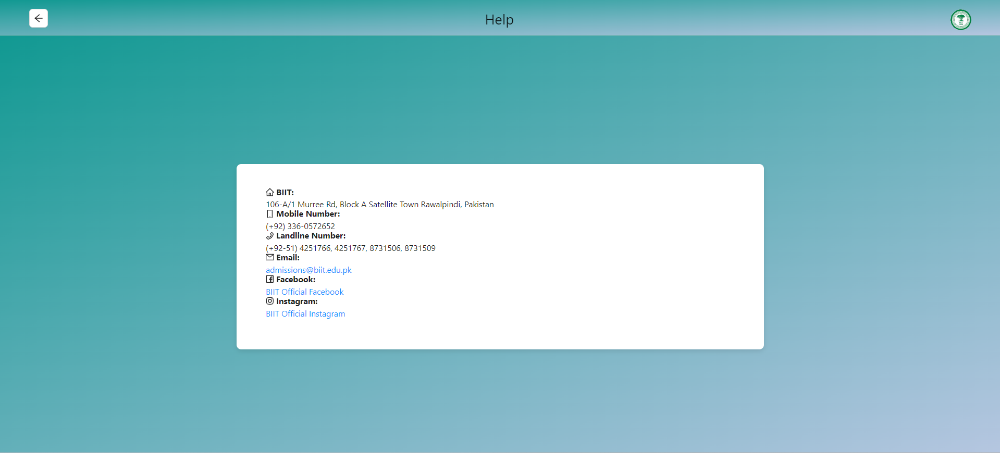 Help
BIIT:
106-A/1 Murree Rd, Block A Satellite Town Rawalpindi, Pakistan
Mobile Number:
(+92) 336-0572652
Landline Number:
(+92-51) 4251766, 4251767, 8731506, 8731509
Email:
admissions@biit.edu.pk
Facebook:
BIIT Official Facebook
Instagram:
BIIT Official Instagram